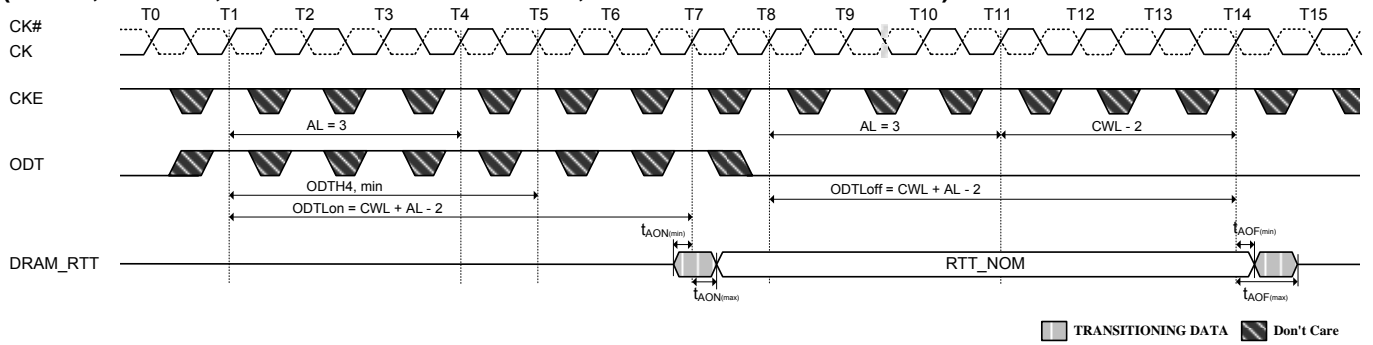 T0 T1 T2 T3 T4 T5 T6 T7 T8 T9 T10 T11 T12 T13 T14 T15
CK#
CK
CKE
AL = 3
AL = 3
CWL - 2
ODT
ODTH4, min
ODTLoff = CWL + AL - 2
ODTLon = CWL + AL - 2
tAON(min)
tAOF(min)
DRAM_RTT
RTT_NOM
tAON(max)
tAOF(max)
TRANSITIONING DATA
Don't Care